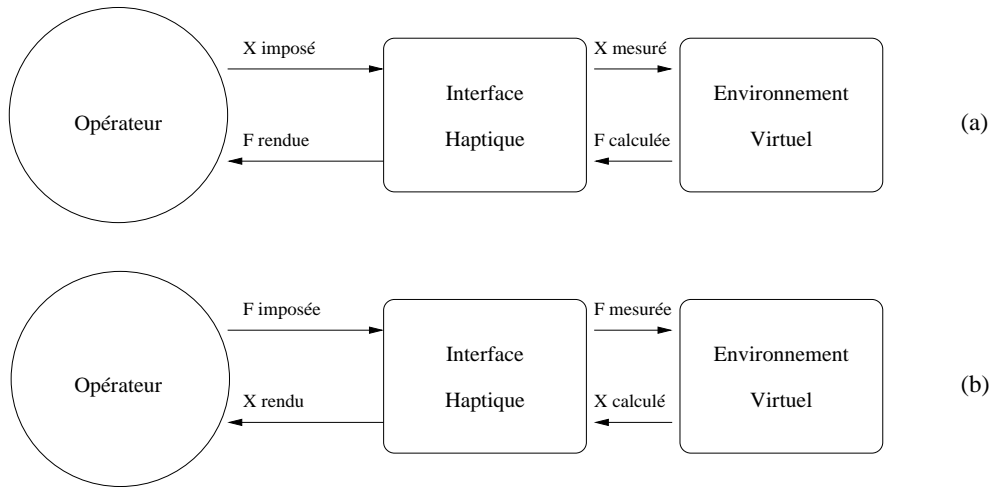 X imposé
X mesuré
Opérateur
Interface
Haptique
Environnement
Virtuel
(a)
F rendue
F calculée
F imposée
F mesurée
Opérateur
Interface
Haptique
Environnement
Virtuel
(b)
X rendu
X calculé